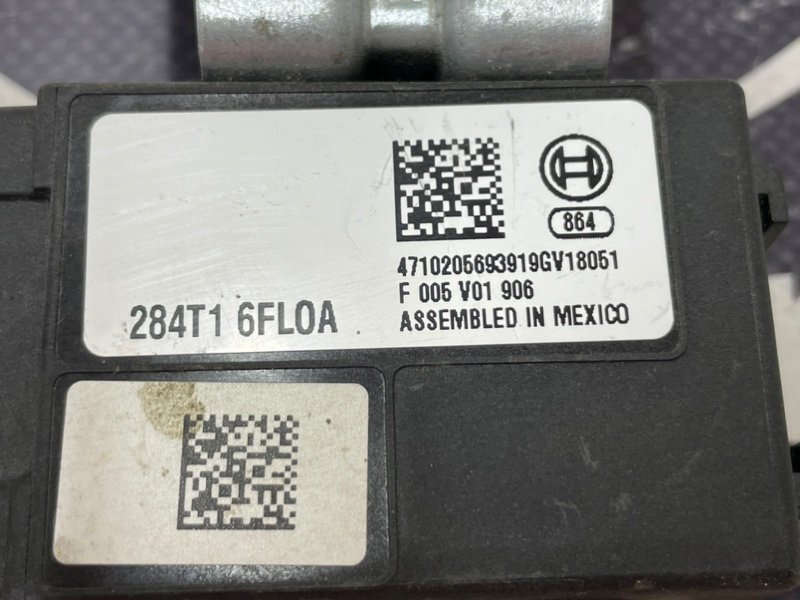 864
4710205693919GV18051
F 005 V01 906
284T1 6FL0A
ASSEMBLED IN MEXICO